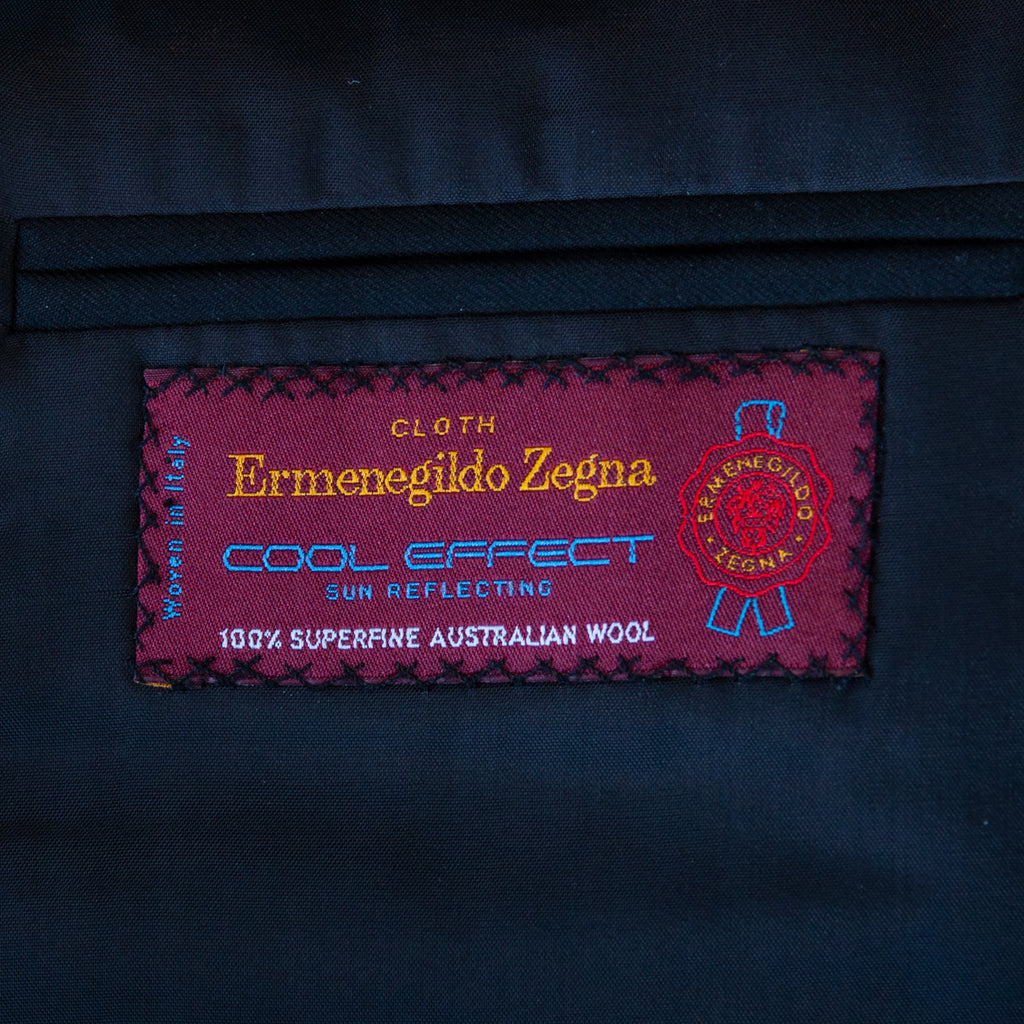 CLOTH
Ermenegildo Zegna
COOL EFFECT
SUN REFLECTING
100% SUPERFINE AUSTRALIAN WOOL
Woven in Italy
ERMENEGILDO
ZEGNA